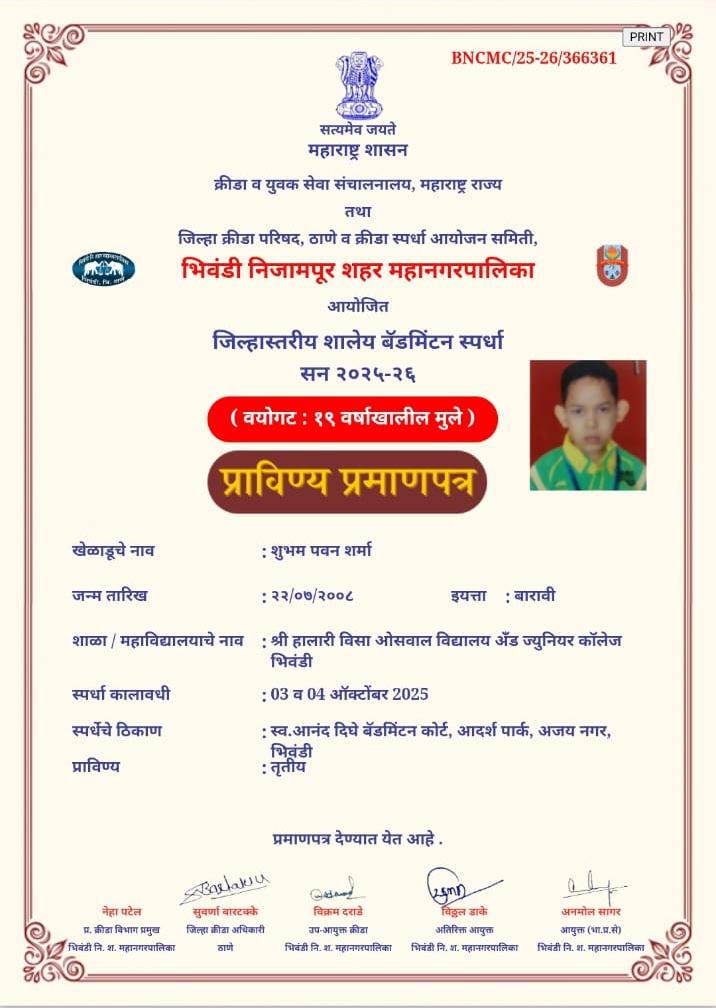 PRINT
BNCMC/25-26/366361
सत्यमेव जयते
महाराष्ट्र शासन
क्रीडा व युवक सेवा संचालनालय, महाराष्ट्र राज्य
तथा
जिल्हा क्रीडा परिषद, ठाणे व क्रीडा स्पर्धा आयोजन समिती,
भिवंडी निजामपूर शहर महानगरपालिका
आयोजित
जिल्हास्तरीय शालेय बॅडमिंटन स्पर्धा
सन २०२५-२६
( वयोगट : १९ वर्षाखालील मुले )
प्राविण्य प्रमाणपत्र
खेळाडूचे नाव : शुभम पवन शर्मा
जन्म तारिख : २२/०७/२००८ इयत्ता : बारावी
शाळा / महाविद्यालयाचे नाव : श्री हालारी विसा ओसवाल विद्यालय अँड ज्युनियर कॉलेज
भिवंडी
स्पर्धा कालावधी : 03 व 04 ऑक्टोंबर 2025
स्पर्धेचे ठिकाण : स्व.आनंद दिघे बॅडमिंटन कोर्ट, आदर्श पार्क, अजय नगर,
भिवंडी
प्राविण्य : तृतीय
प्रमाणपत्र देण्यात येत आहे .
नेहा पटेल सुवर्णा बारटक्के विक्रम दराडे विठ्ठल डाके अनमोल सागर
प्र. क्रीडा विभाग प्रमुख जिल्हा क्रीडा अधिकारी उप-आयुक्त क्रीडा अतिरिक्त आयुक्त आयुक्त (भा.प्र.से)
भिवंडी नि. श. महानगरपालिका ठाणे भिवंडी नि. श. महानगरपालिका भिवंडी नि. श. महानगरपालिका भिवंडी नि. श. महानगरपालिका